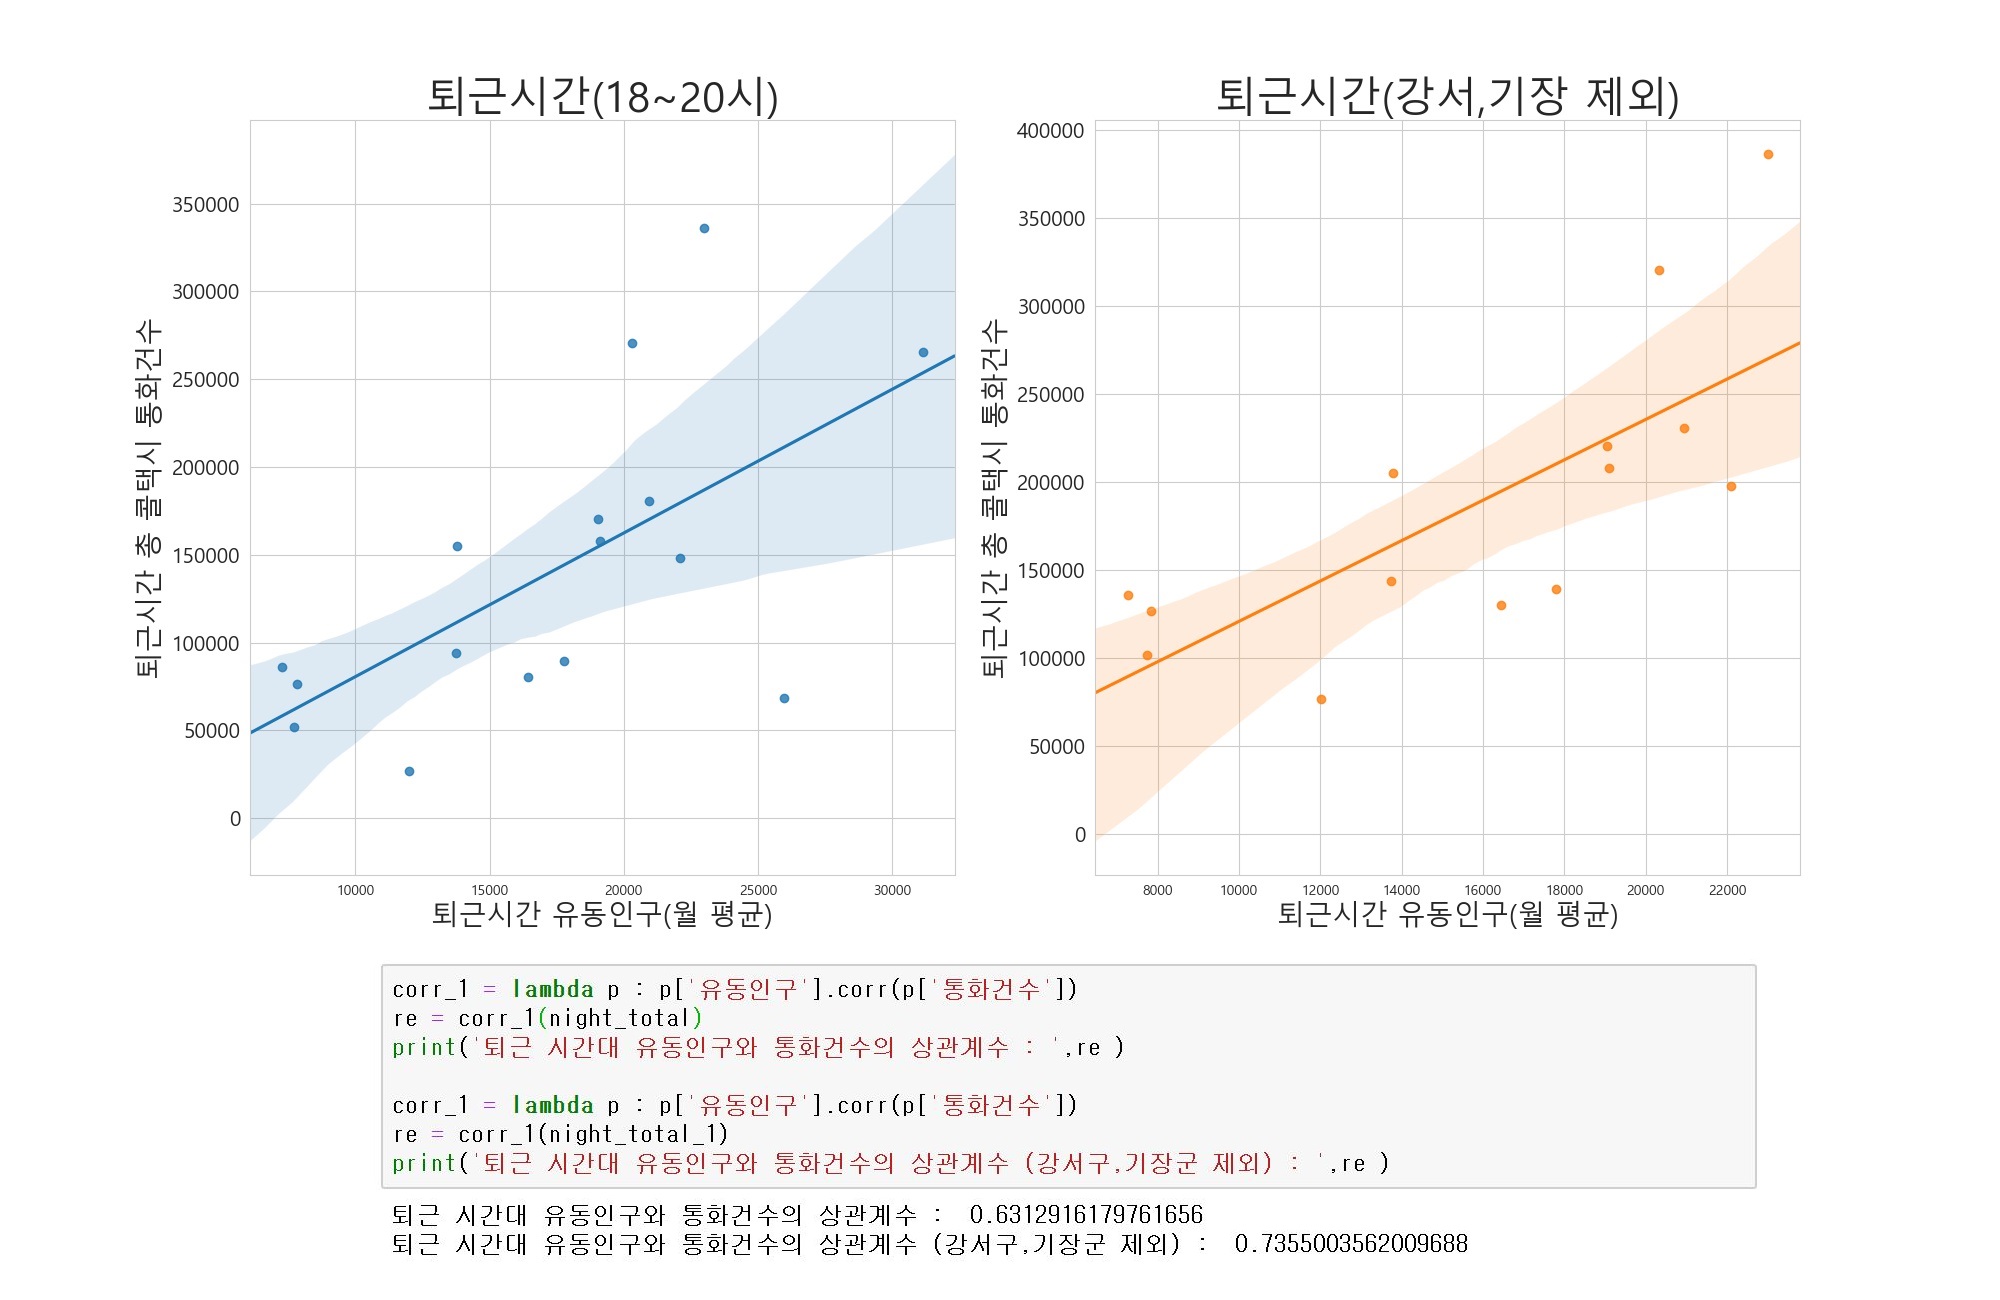 퇴근시간(18~20시)
350000
300000
250000
200000
150000
100000
50000
0
퇴근시간 총 콜택시 통화건수
10000 15000 20000 25000 30000
퇴근시간 유동인구(월 평균)
퇴근시간(강서,기장 제외)
400000
350000
300000
250000
200000
150000
100000
50000
0
퇴근시간 총 콜택시 통화건수
8000 10000 12000 14000 16000 18000 20000 22000
퇴근시간 유동인구(월 평균)
corr_1 = lambda p : p['유동인구'].corr(p['통화건수'])
re = corr_1(night_total)
print('퇴근 시간대 유동인구와 통화건수의 상관계수 : ',re )
corr_1 = lambda p : p['유동인구'].corr(p['통화건수'])
re = corr_1(night_total_1)
print('퇴근 시간대 유동인구와 통화건수의 상관계수 (강서구,기장군 제외) : ',re )
퇴근 시간대 유동인구와 통화건수의 상관계수 :  0.6312916179761656
퇴근 시간대 유동인구와 통화건수의 상관계수 (강서구,기장군 제외) :  0.7355003562009688